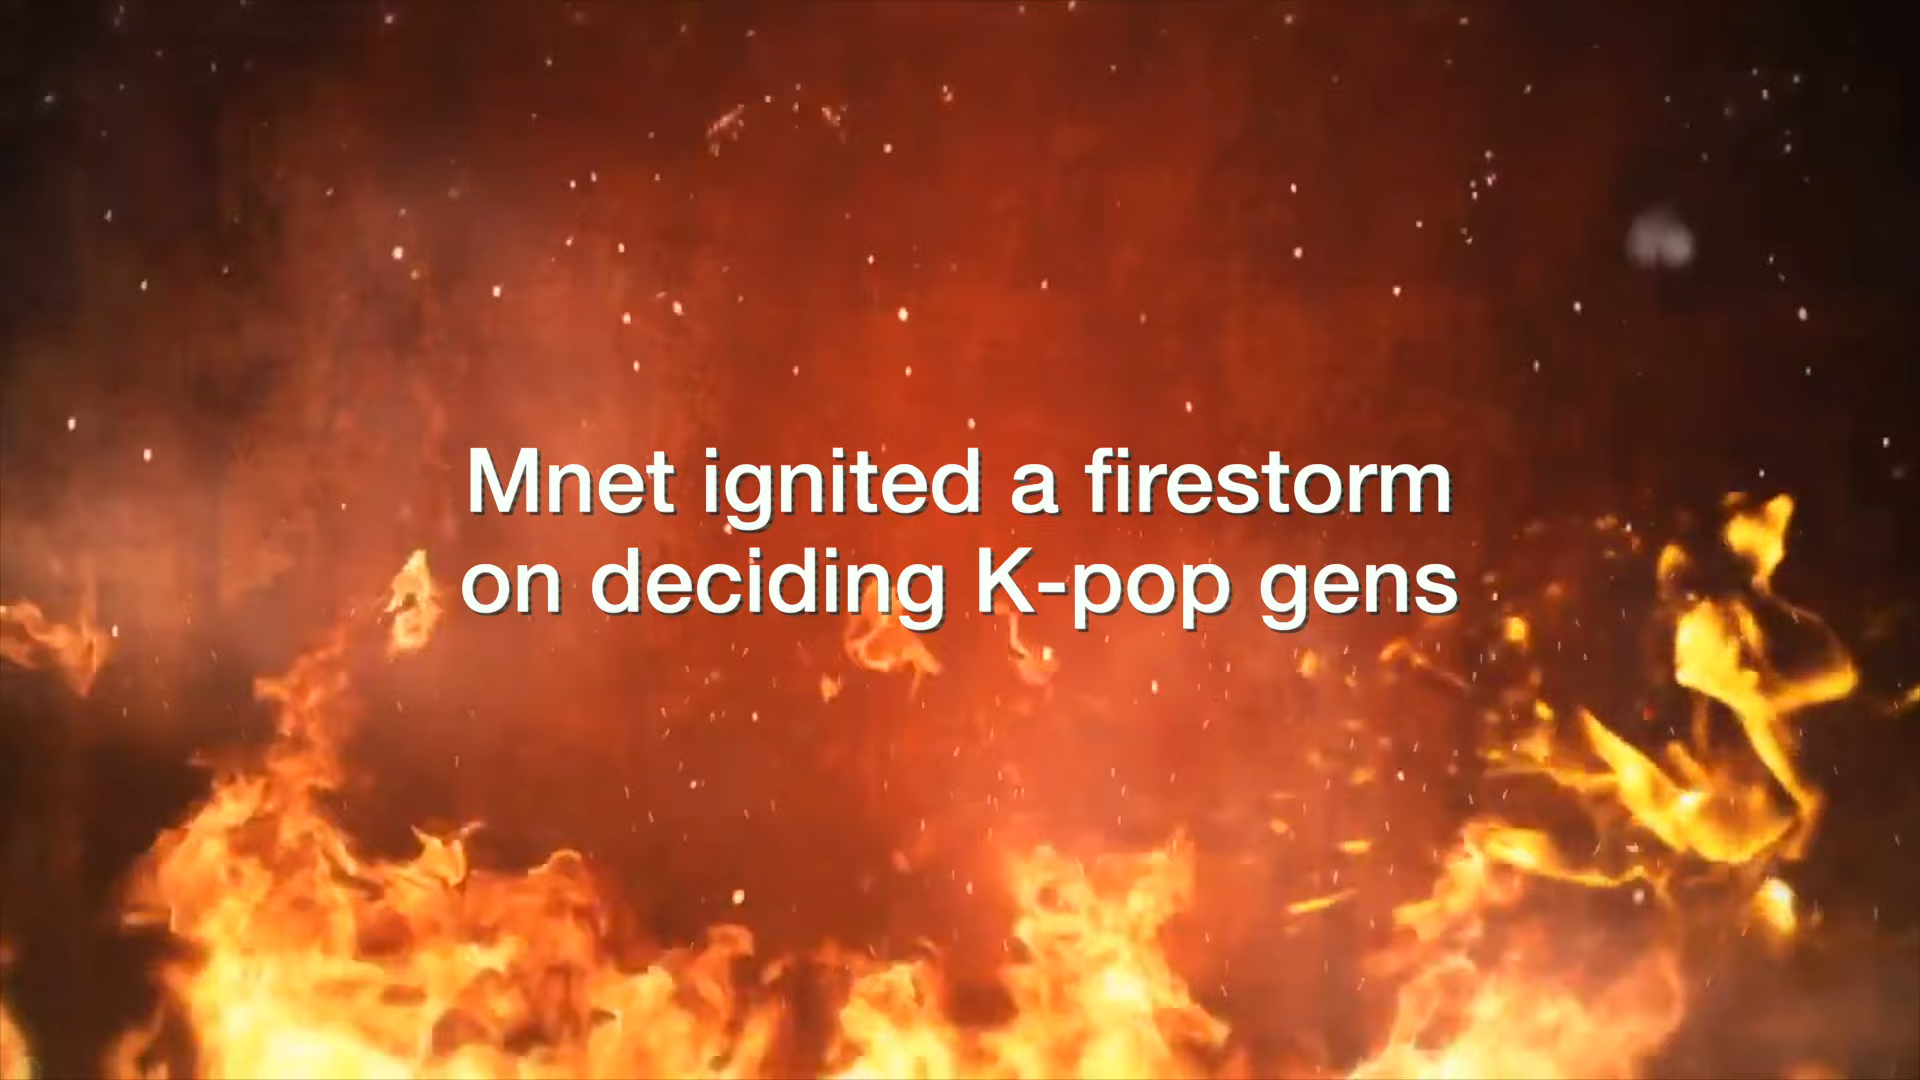 Mnet ignited a firestorm
on deciding K-pop gens